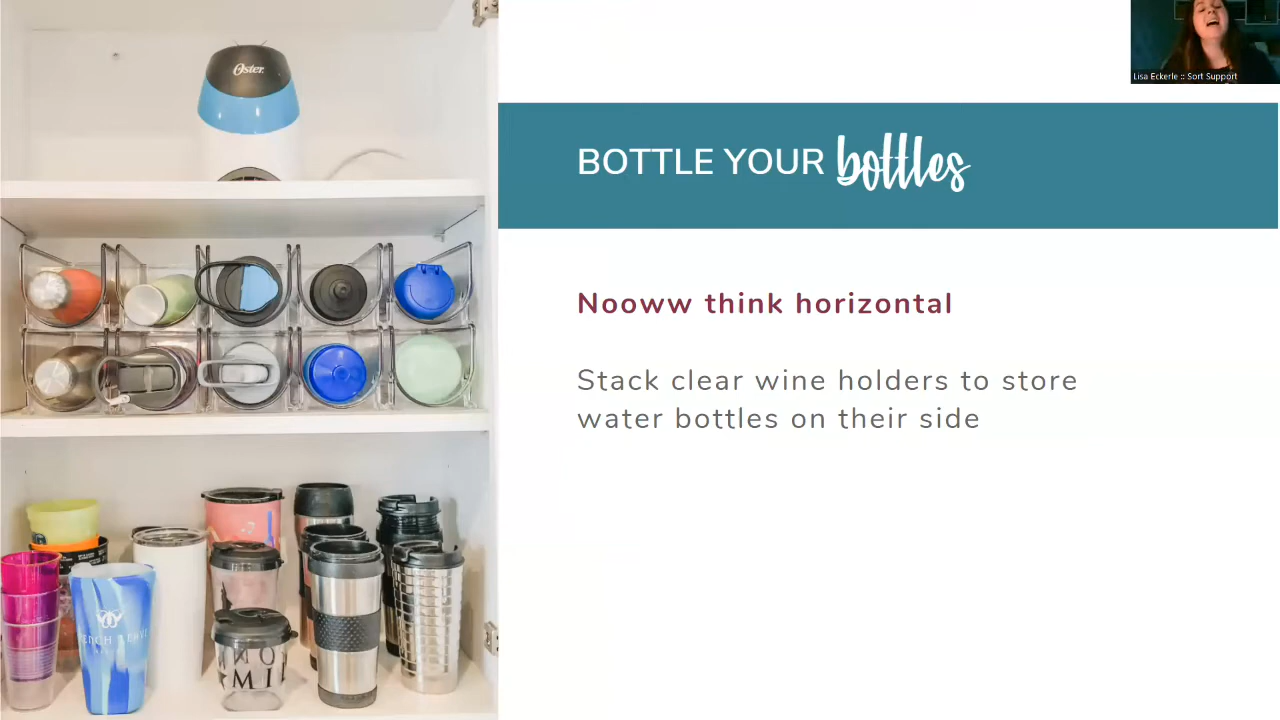 Oster
Lisa Eckerle :: Sort Support
BOTTLE YOUR bottles
Nooww think horizontal
Stack clear wine holders to store
water bottles on their side
MI